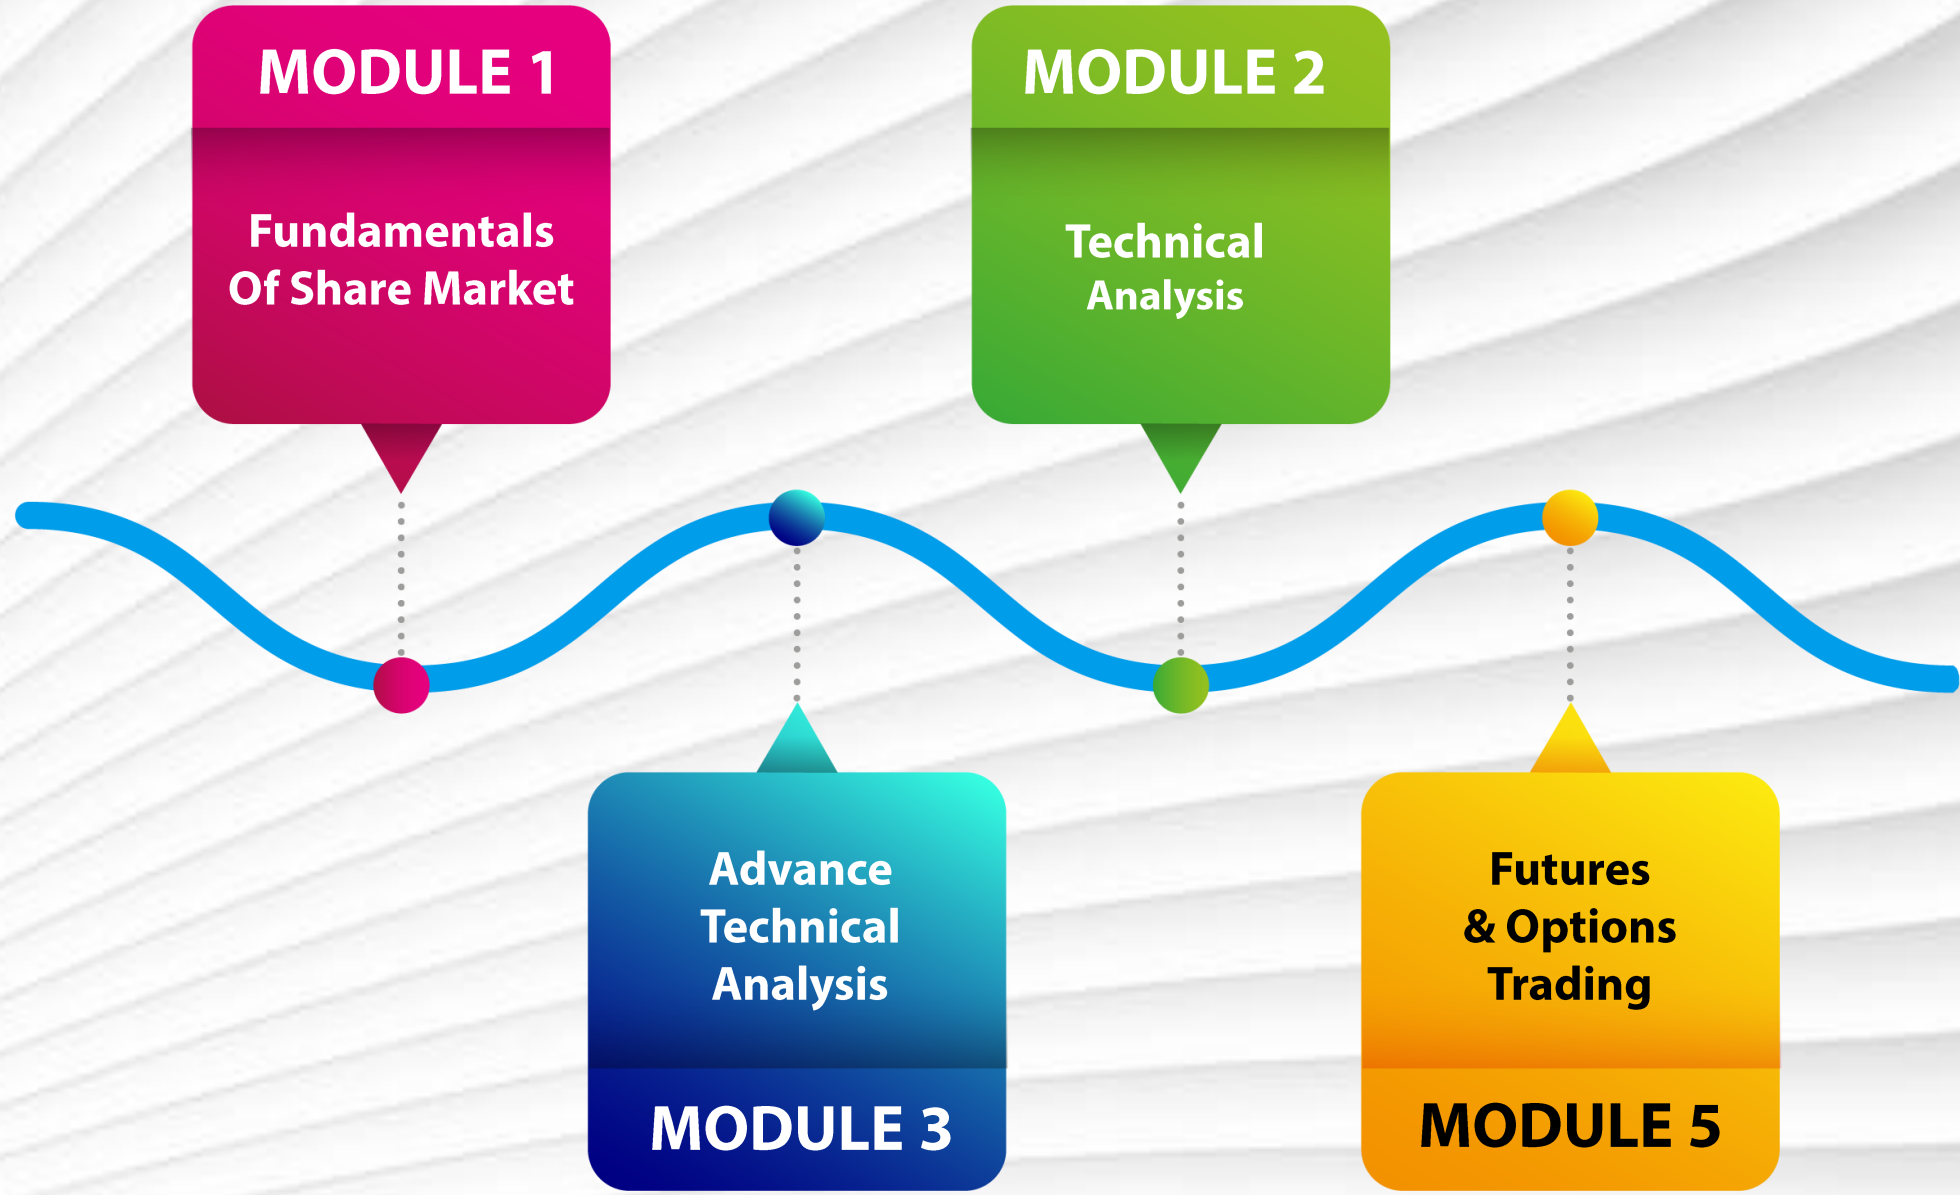 MODULE 1
Fundamentals
Of Share Market
MODULE 2
Technical
Analysis
Advance
Technical
Analysis
MODULE 3
Futures
& Options
Trading
MODULE 5